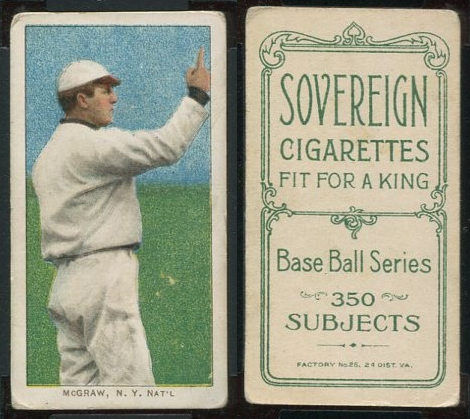 McGRAW, N. Y. NAT'L
SOVEREIGN
CIGARETTES
FIT FOR A KING
Base Ball Series
350
SUBJECTS
FACTORY No. 25, 2D DIST. VA.